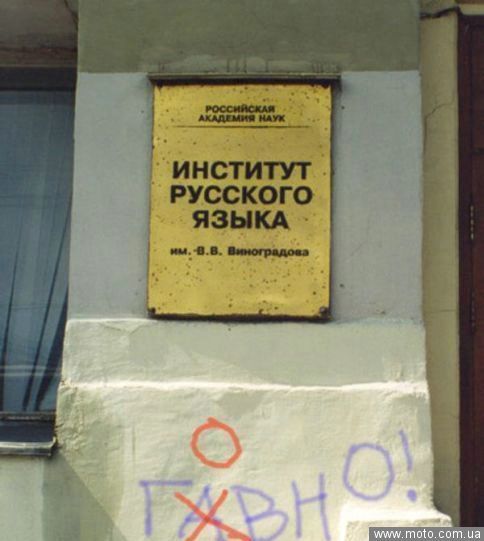 РОССИЙСКАЯ
АКАДЕМИЯ НАУК
ИНСТИТУТ
РУССКОГО
ЯЗЫКА
им. В.В. Виноградова
О
ГАВНО!
www.moto.com.ua